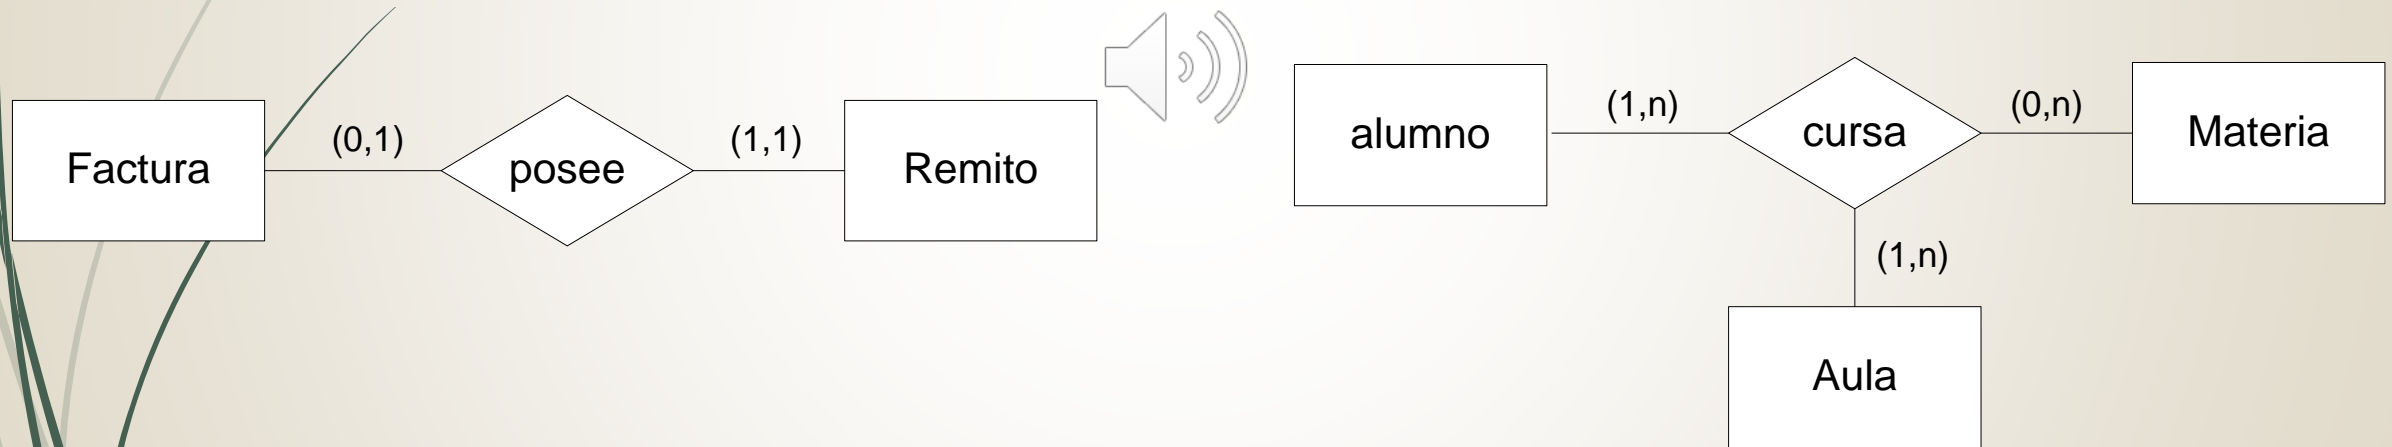 Factura
(0,1)
posee
(1,1)
Remito
alumno
(1,n)
cursa
(0,n)
Materia
(1,n)
Aula